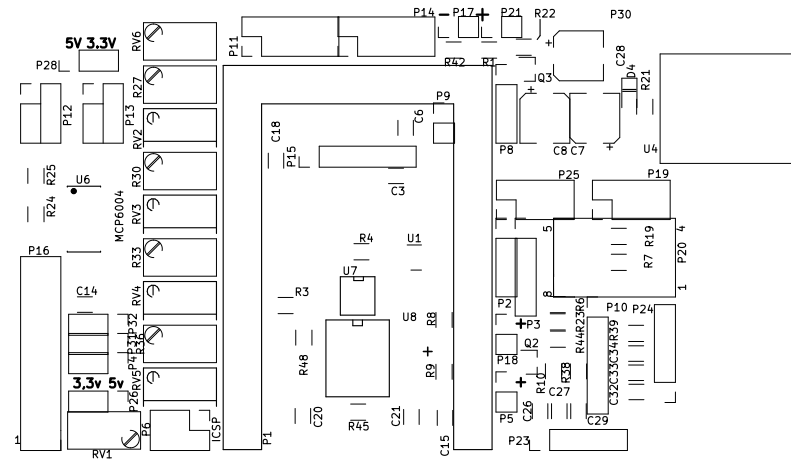 P14
P17
P21
R22
P30
RV6
5V 3.3V
P11
P28
R42
R1
Q3
C28
D4
R21
R27
P9
P12
P13
C18
C6
P8
C8
C7
U4
RV2
P15
R25
U6
R30
C3
P25
P19
R24
MCP6004
RV3
P16
R33
R4
U1
5
4
R19
R7
P20
C14
RV4
R3
U7
U8
R8
P2
P3
8
1
R6
P10
P24
P32
P31
R36
P4
R48
R23
R44
R39
C34
P18
Q2
R9
3,3v 5v
RV5
P26
R10
R38
C33
C32
P5
C26
C27
C29
1
RV1
P6
ICSP
P1
C20
R45
C21
C15
P23